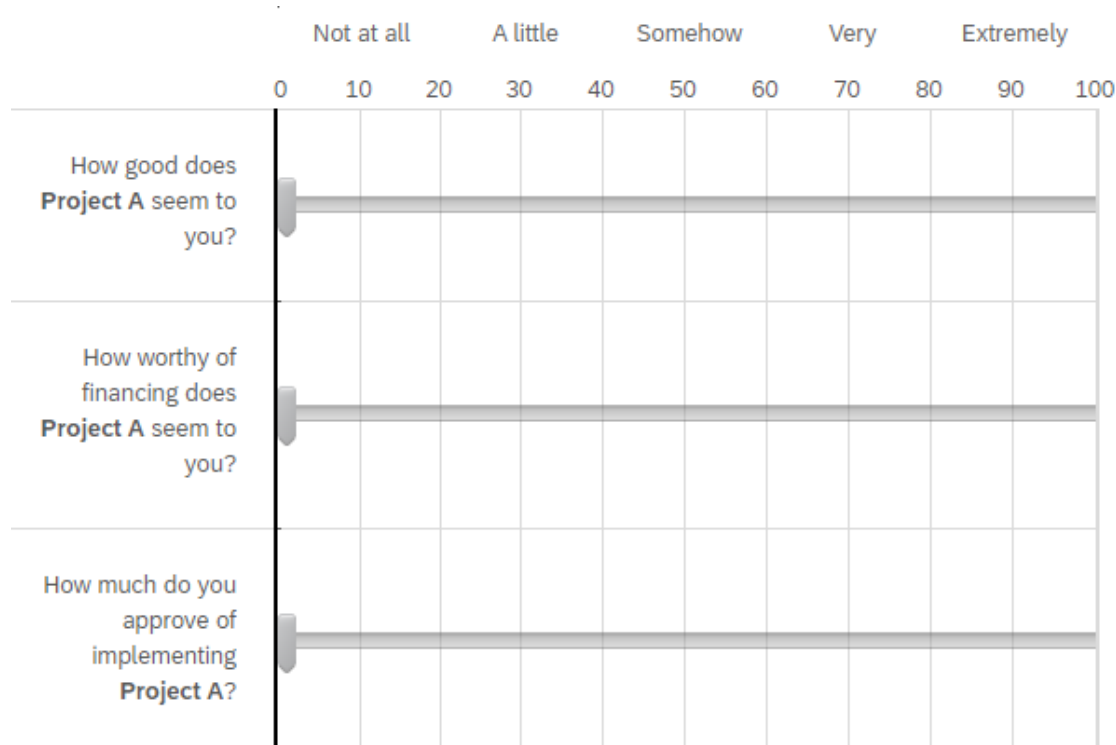 Not at all A little Somehow Very Extremely
0 10 20 30 40 50 60 70 80 90 100
How good does
Project A seem to
you?
How worthy of
financing does
Project A seem to
you?
How much do you
approve of
implementing
Project A?